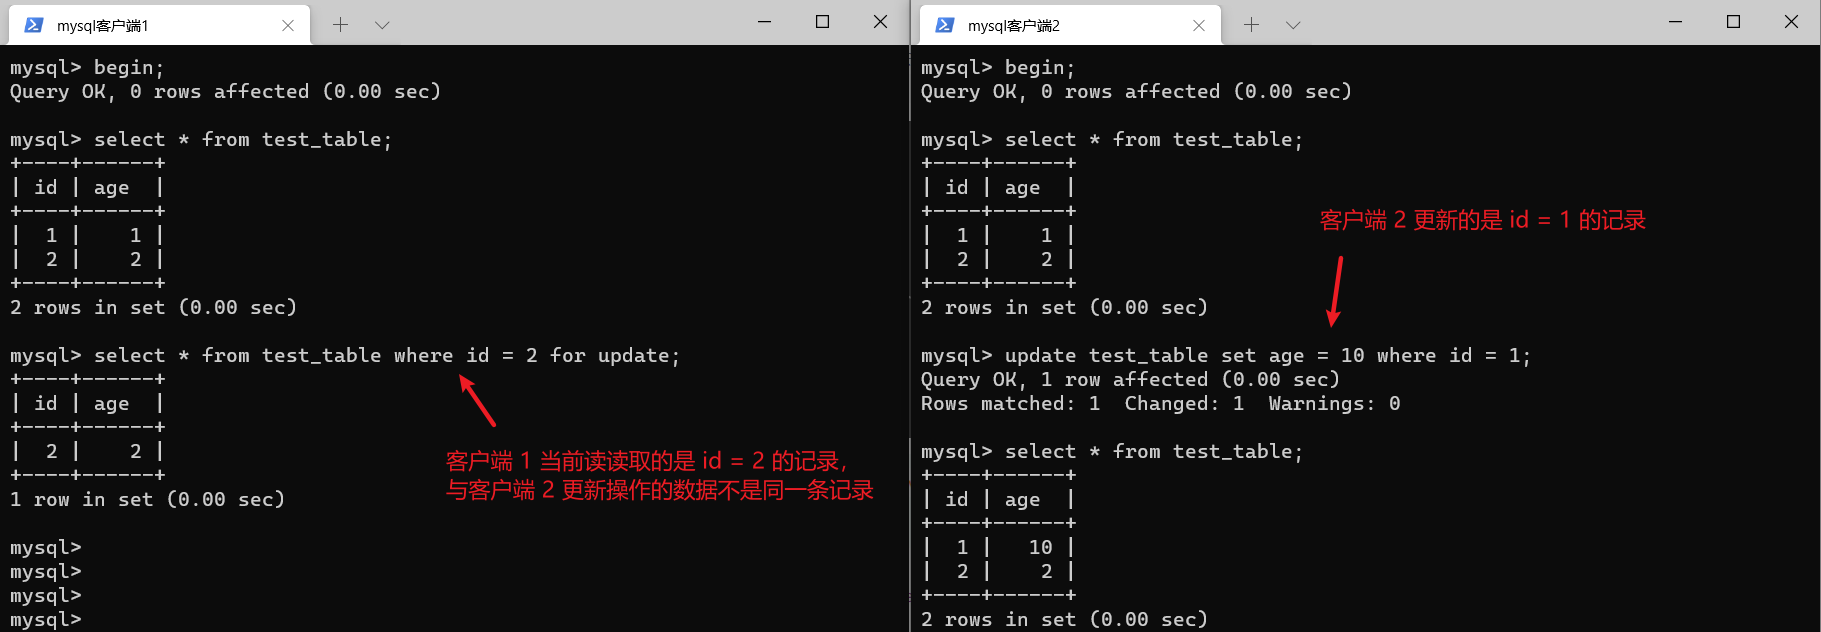 mysql客户端1
mysql> begin;
Query OK, 0 rows affected (0.00 sec)
mysql> select * from test_table;
+----+------+
| id | age  |
+----+------+
|  1 |    1 |
|  2 |    2 |
+----+------+
2 rows in set (0.00 sec)
mysql> select * from test_table where id = 2 for update;
+----+------+
| id | age  |
+----+------+
|  2 |    2 |
+----+------+
1 row in set (0.00 sec)
客户端 1 当前读读取的是 id = 2 的记录，
与客户端 2 更新操作的数据不是同一条记录
mysql>
mysql>
mysql>
mysql>
mysql客户端2
mysql> begin;
Query OK, 0 rows affected (0.00 sec)
mysql> select * from test_table;
+----+------+
| id | age  |
+----+------+
|  1 |    1 |
|  2 |    2 |
+----+------+
2 rows in set (0.00 sec)
客户端 2 更新的是 id = 1 的记录
mysql> update test_table set age = 10 where id = 1;
Query OK, 1 row affected (0.00 sec)
Rows matched: 1  Changed: 1  Warnings: 0
mysql> select * from test_table;
+----+------+
| id | age  |
+----+------+
|  1 |   10 |
|  2 |    2 |
+----+------+
2 rows in set (0.00 sec)